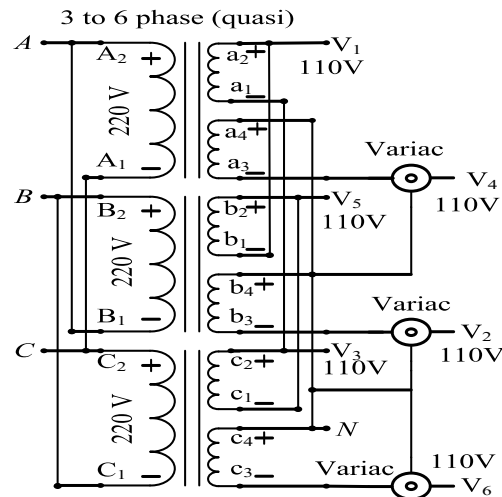 3 to 6 phase (quasi)
A
A₂
+
a₂+
V₁
110V
220 V
a₁
−
a₄
+
Variac
A₁
−
a₃
−
V₄
110V
B
B₂
+
b₂
+
V₅
110V
220 V
b₁
−
b₄
+
Variac
B₁
−
b₃
−
V₂
110V
C
C₂
+
c₂
+
V₃
110V
220 V
c₁
−
c₄
+
N
C₁
−
c₃
−
Variac
110V
V₆